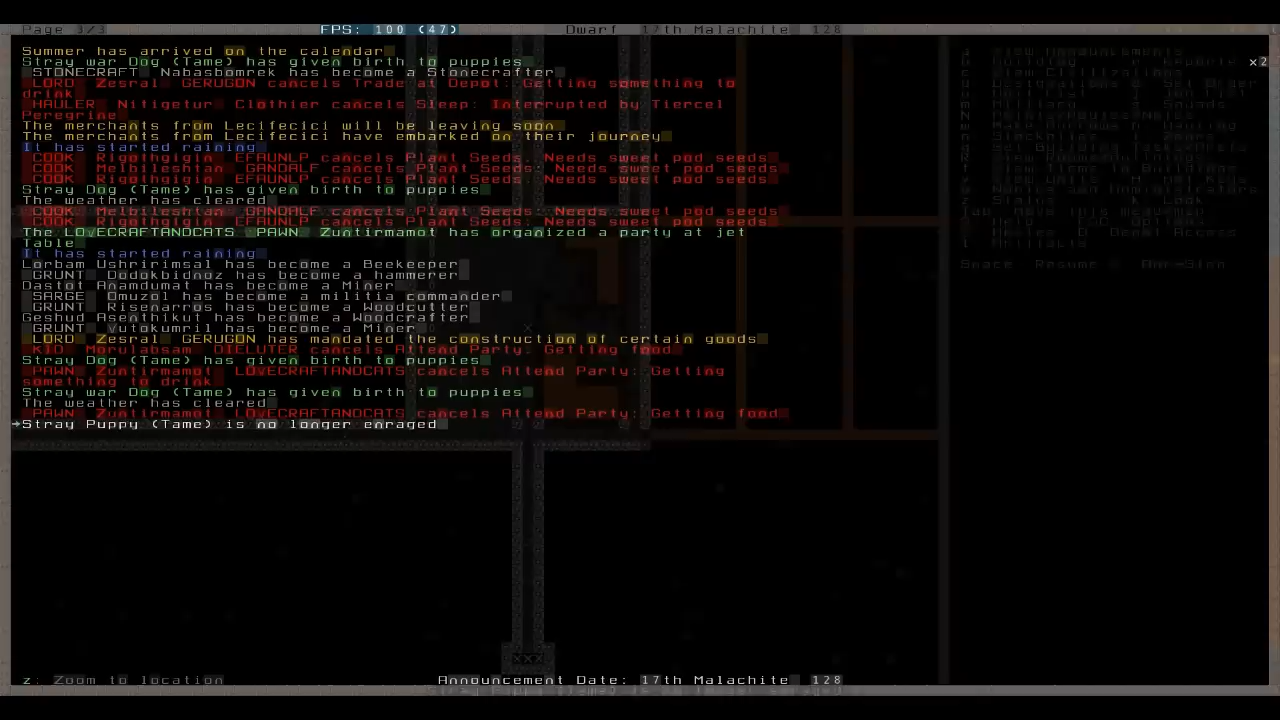 Page 3/3 FPS: 100 (47) Dwarf 17th Malachite 128
Summer has arrived on the calendar
Stray war Dog (Tame) has given birth to puppies
STONECRAFT Nabasbomrek has become a Stonecrafter
LORD Zesral GERUGON cancels Trade at Depot: Getting something to
drink
HAULER Nitigetur Clothier cancels Sleep: Interrupted by Tiercel
Peregrine
The merchants from Lecifecici will be leaving soon
The merchants from Lecifecici have embarked on their journey
It has started raining
COOK Rigothgigin EFAUNLP cancels Plant Seeds: Needs sweet pod seeds
COOK Melbileshtan GANDALF cancels Plant Seeds: Needs sweet pod seeds
COOK Rigothgigin EFAUNLP cancels Plant Seeds: Needs sweet pod seeds
Stray Dog (Tame) has given birth to puppies
The weather has cleared
COOK Melbileshtan GANDALF cancels Plant Seeds: Needs sweet pod seeds
COOK Rigothgigin EFAUNLP cancels Plant Seeds: Needs sweet pod seeds
The LOVECRAFTANDCATS PAWN Zuntirmamot has organized a party at jet
Table
It has started raining
Lorbam Ushririmsal has become a Beekeeper
GRUNT Dodokbidnoz has become a hammerer
Dastot Anamdumat has become a Miner
SARGE Omuzol has become a militia commander
GRUNT Risenarros has become a Woodcutter
Geshud Asenthikut has become a Woodcrafter
GRUNT Vutokumril has become a Miner
LORD Zesral GERUGON has mandated the construction of certain goods
KID Morulabsam DIELUTER cancels Attend Party: Getting food
Stray Dog (Tame) has given birth to puppies
PAWN Zuntirmamot LOVECRAFTANDCATS cancels Attend Party: Getting
something to drink
Stray war Dog (Tame) has given birth to puppies
The weather has cleared
PAWN Zuntirmamot LOVECRAFTANDCATS cancels Attend Party: Getting food
Stray Puppy (Tame) is no longer enraged
×2
z: Zoom to location Announcement Date: 17th Malachite 128